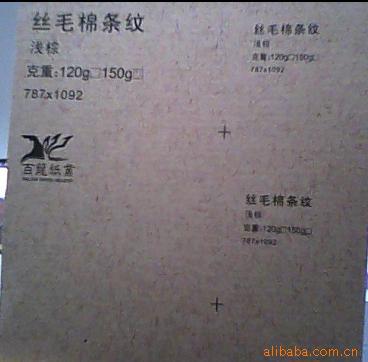 丝毛棉条纹
浅棕
克重:120g□150g□
787x1092
百龍紙業
丝毛棉条纹
浅棕
克重:120g□150g□
787x1092
丝毛棉条纹
浅棕
克重:120g□150g□
787x1092
alibaba.com.cn